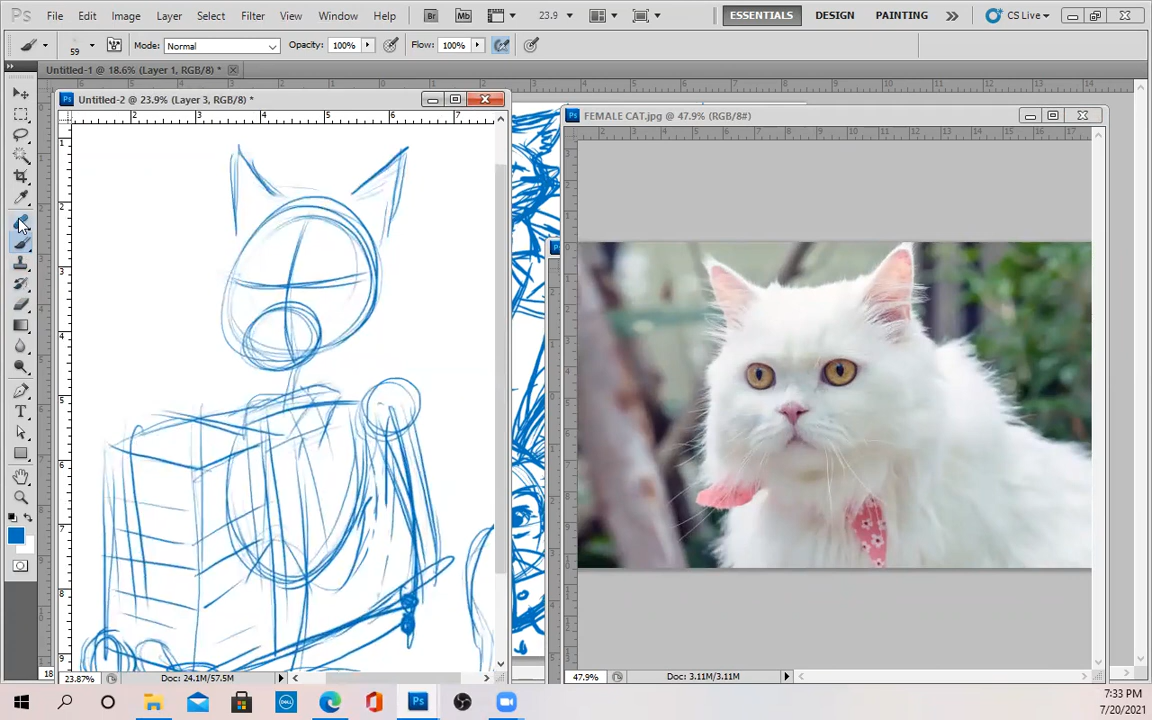 Ps File Edit Image Layer Select Filter View Window Help Br Mb 23.9 ESSENTIALS DESIGN PAINTING CS Live
59 Mode: Normal Opacity: 100% Flow: 100%
Untitled-1 @ 18.6% (Layer 1, RGB/8) *
Ps Untitled-2 @ 23.9% (Layer 3, RGB/8) *
Ps FEMALE CAT.jpg @ 47.9% (RGB/8#)
23.87% Doc: 24.1M/57.5M
47.9% Doc: 3.11M/3.11M
7:33 PM
7/20/2021